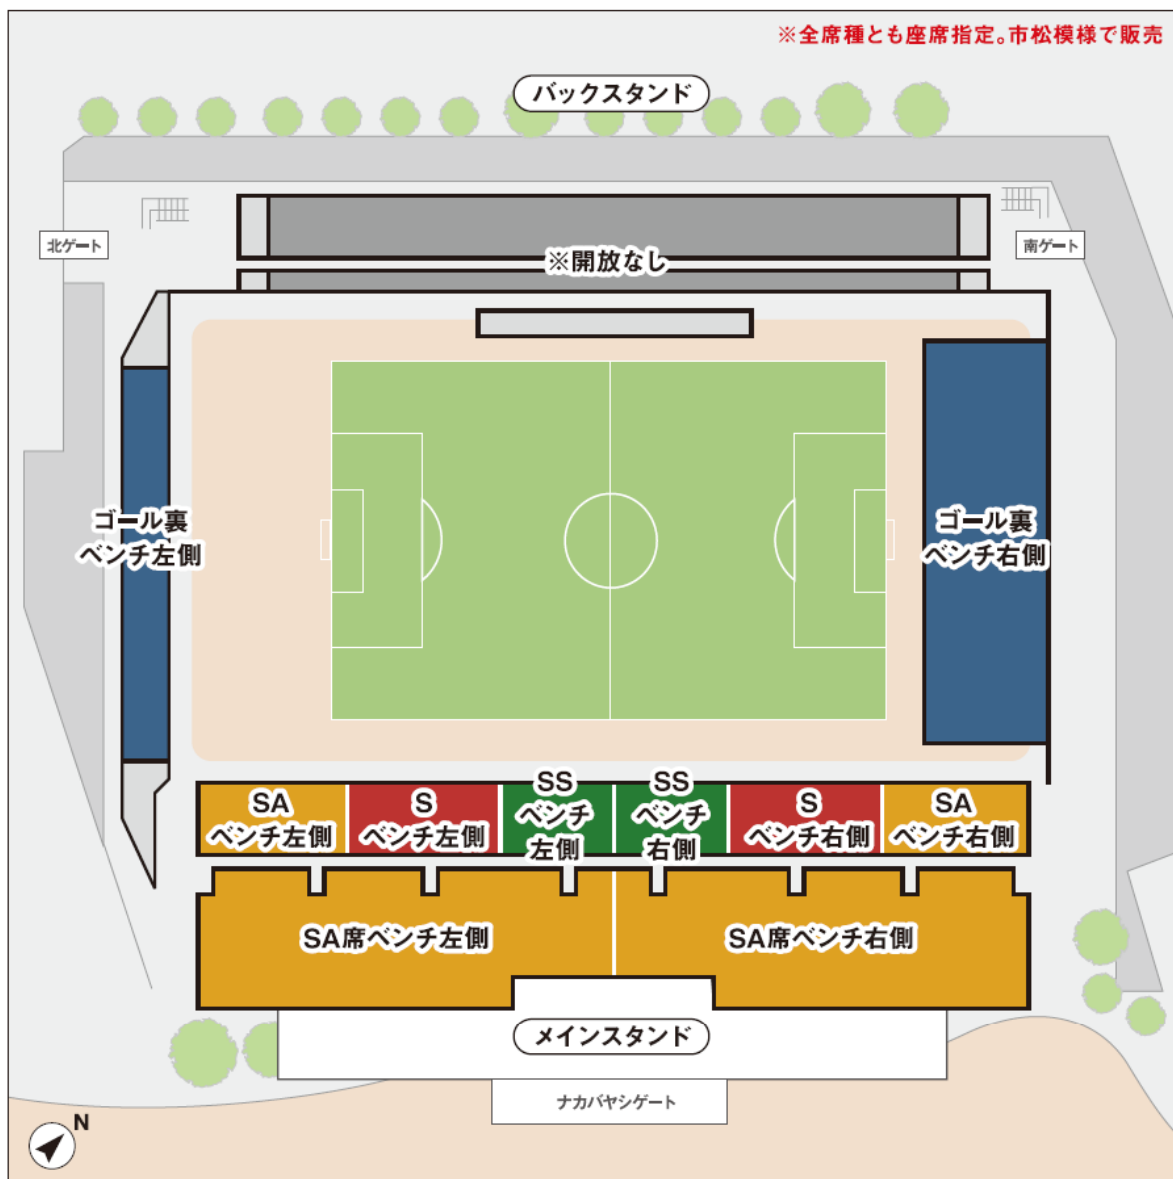 ※全席種とも座席指定。市松模様で販売
バックスタンド
北ゲート
南ゲート
※開放なし
ゴール裏
ベンチ左側
ゴール裏
ベンチ右側
SA
ベンチ左側
S
ベンチ左側
SS
ベンチ
左側
SS
ベンチ
右側
S
ベンチ右側
SA
ベンチ右側
SA席ベンチ左側
SA席ベンチ右側
メインスタンド
ナカバヤシゲート
N